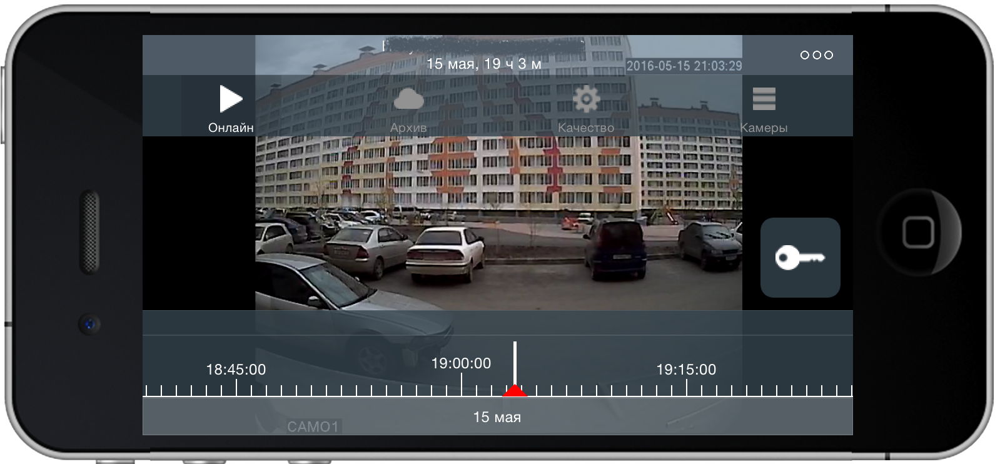 15 мая, 19 ч 3 м
2016-05-15 21:03:29
Онлайн
Архив
Качество
Камеры
18:45:00
19:00:00
19:15:00
15 мая
CAMO1